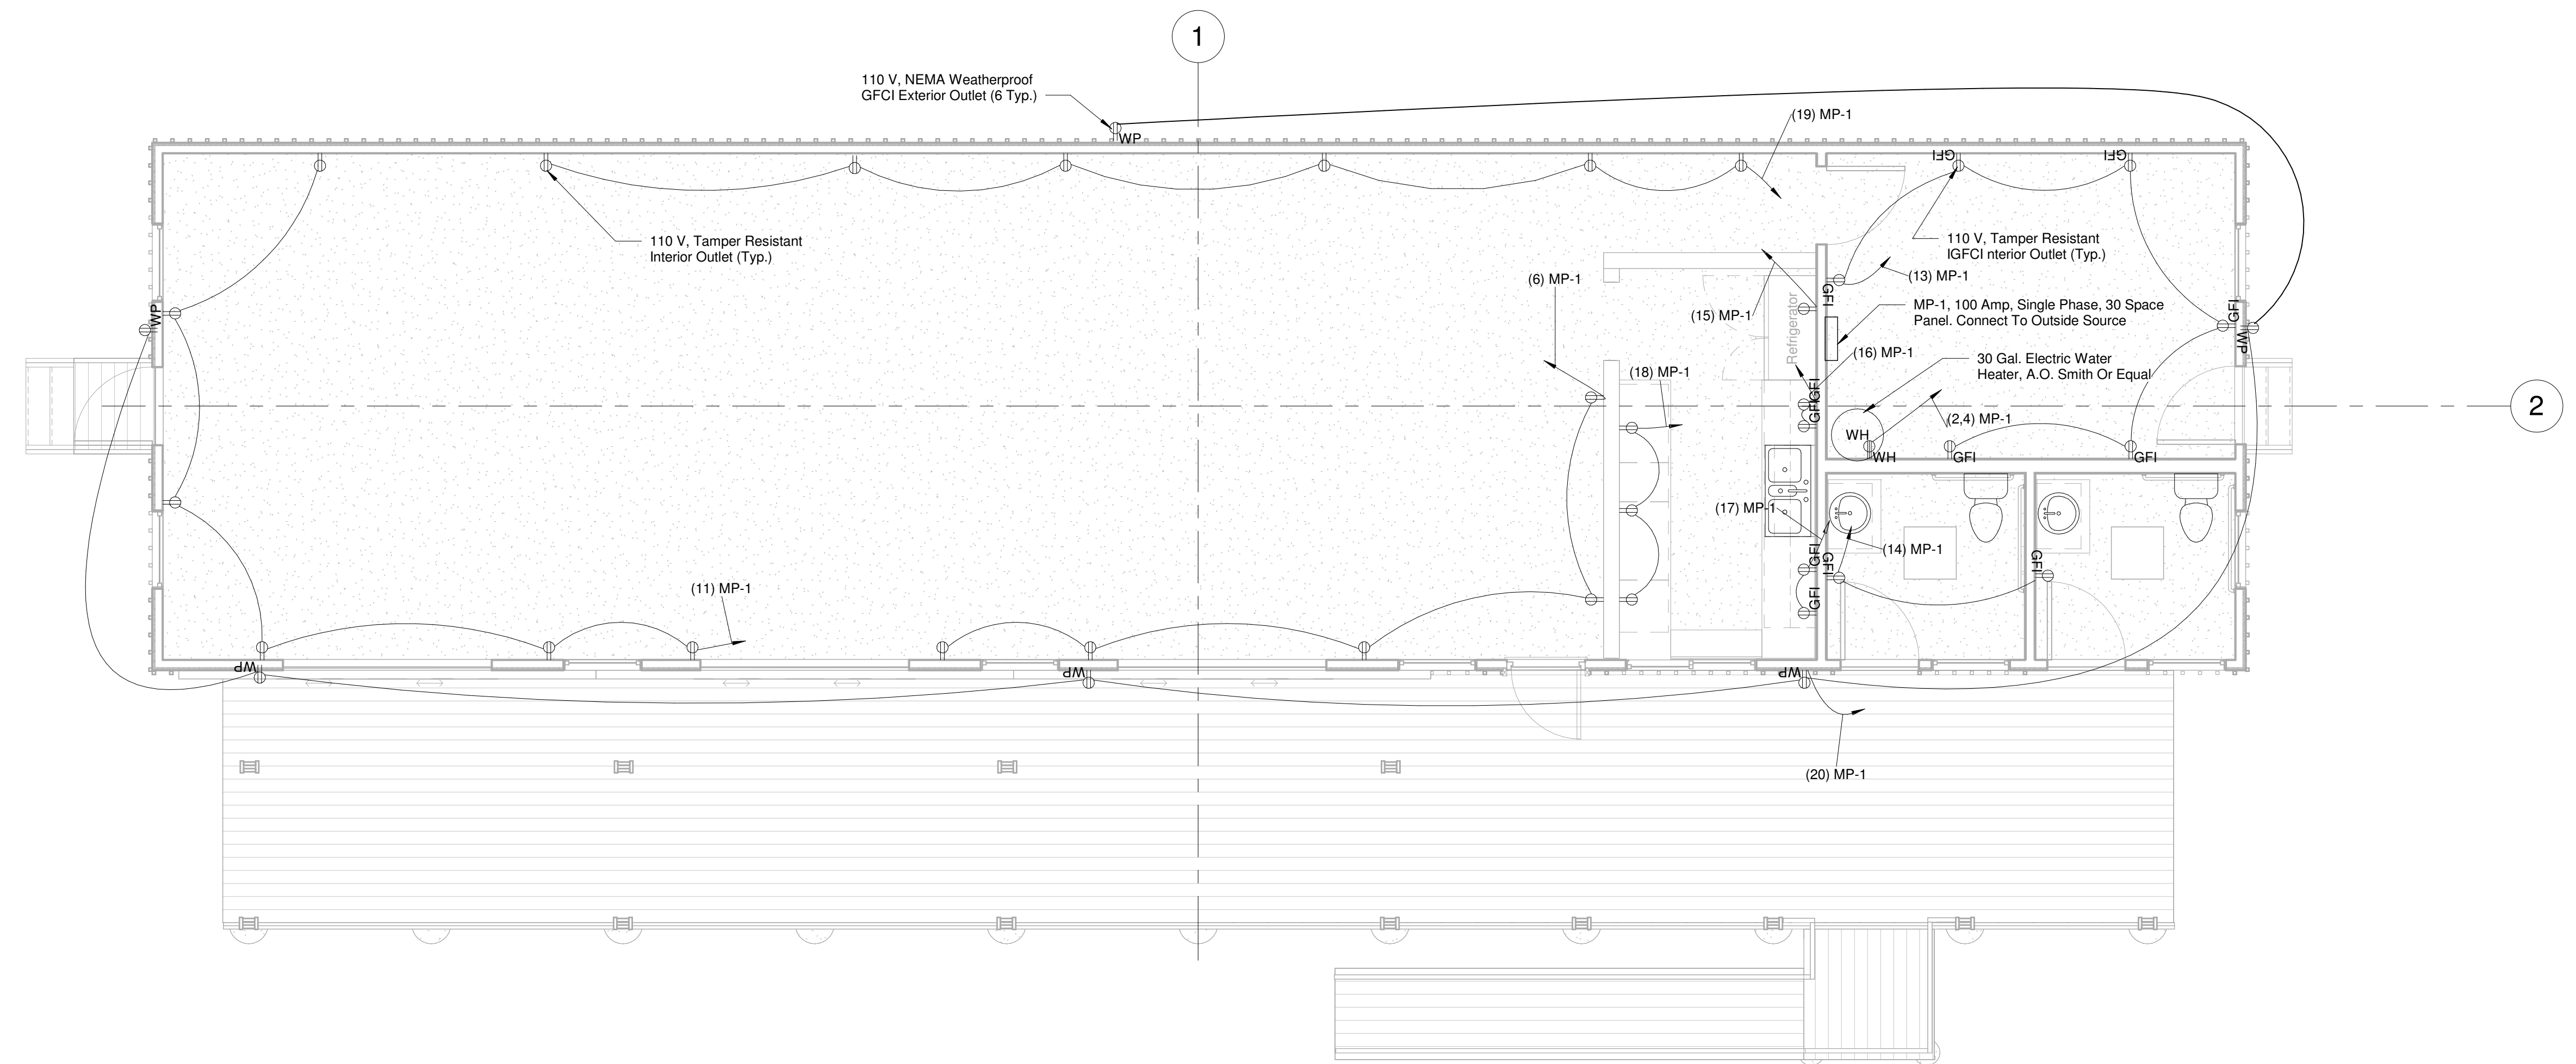 1
110 V, NEMA Weatherproof
GFCI Exterior Outlet (6 Typ.)
WP
(19) MP-1
GFI
GFI
110 V, Tamper Resistant
Interior Outlet (Typ.)
110 V, Tamper Resistant
IGFCI nterior Outlet (Typ.)
(6) MP-1
(13) MP-1
GFI
(15) MP-1
Refrigerator
MP-1, 100 Amp, Single Phase, 30 Space
Panel. Connect To Outside Source
WP
GFI
WP
(16) MP-1
30 Gal. Electric Water
Heater, A.O. Smith Or Equal
(18) MP-1
GFI
GFI
(2,4) MP-1
2
WH
WH
GFI
GFI
(17) MP-1
(14) MP-1
GFI
GFI
GFI
GFI
(11) MP-1
WP
WP
WP
(20) MP-1